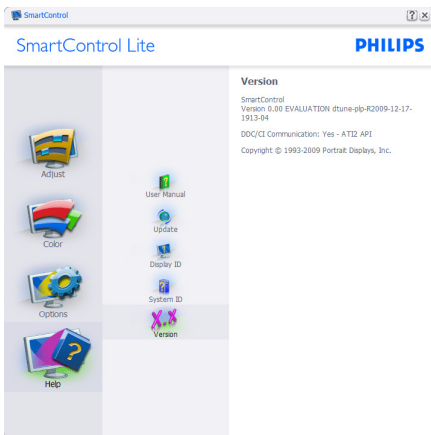 SmartControl
SmartControl Lite
PHILIPS
Adjust
Color
Options
Help
User Manual
Update
Display ID
System ID
X.X
Version
Version
SmartControl
Version 0.00 EVALUATION dtune-plp-R2009-12-17-
1913-04
DDC/CI Communication: Yes - ATI2 API
Copyright © 1993-2009 Portrait Displays, Inc.